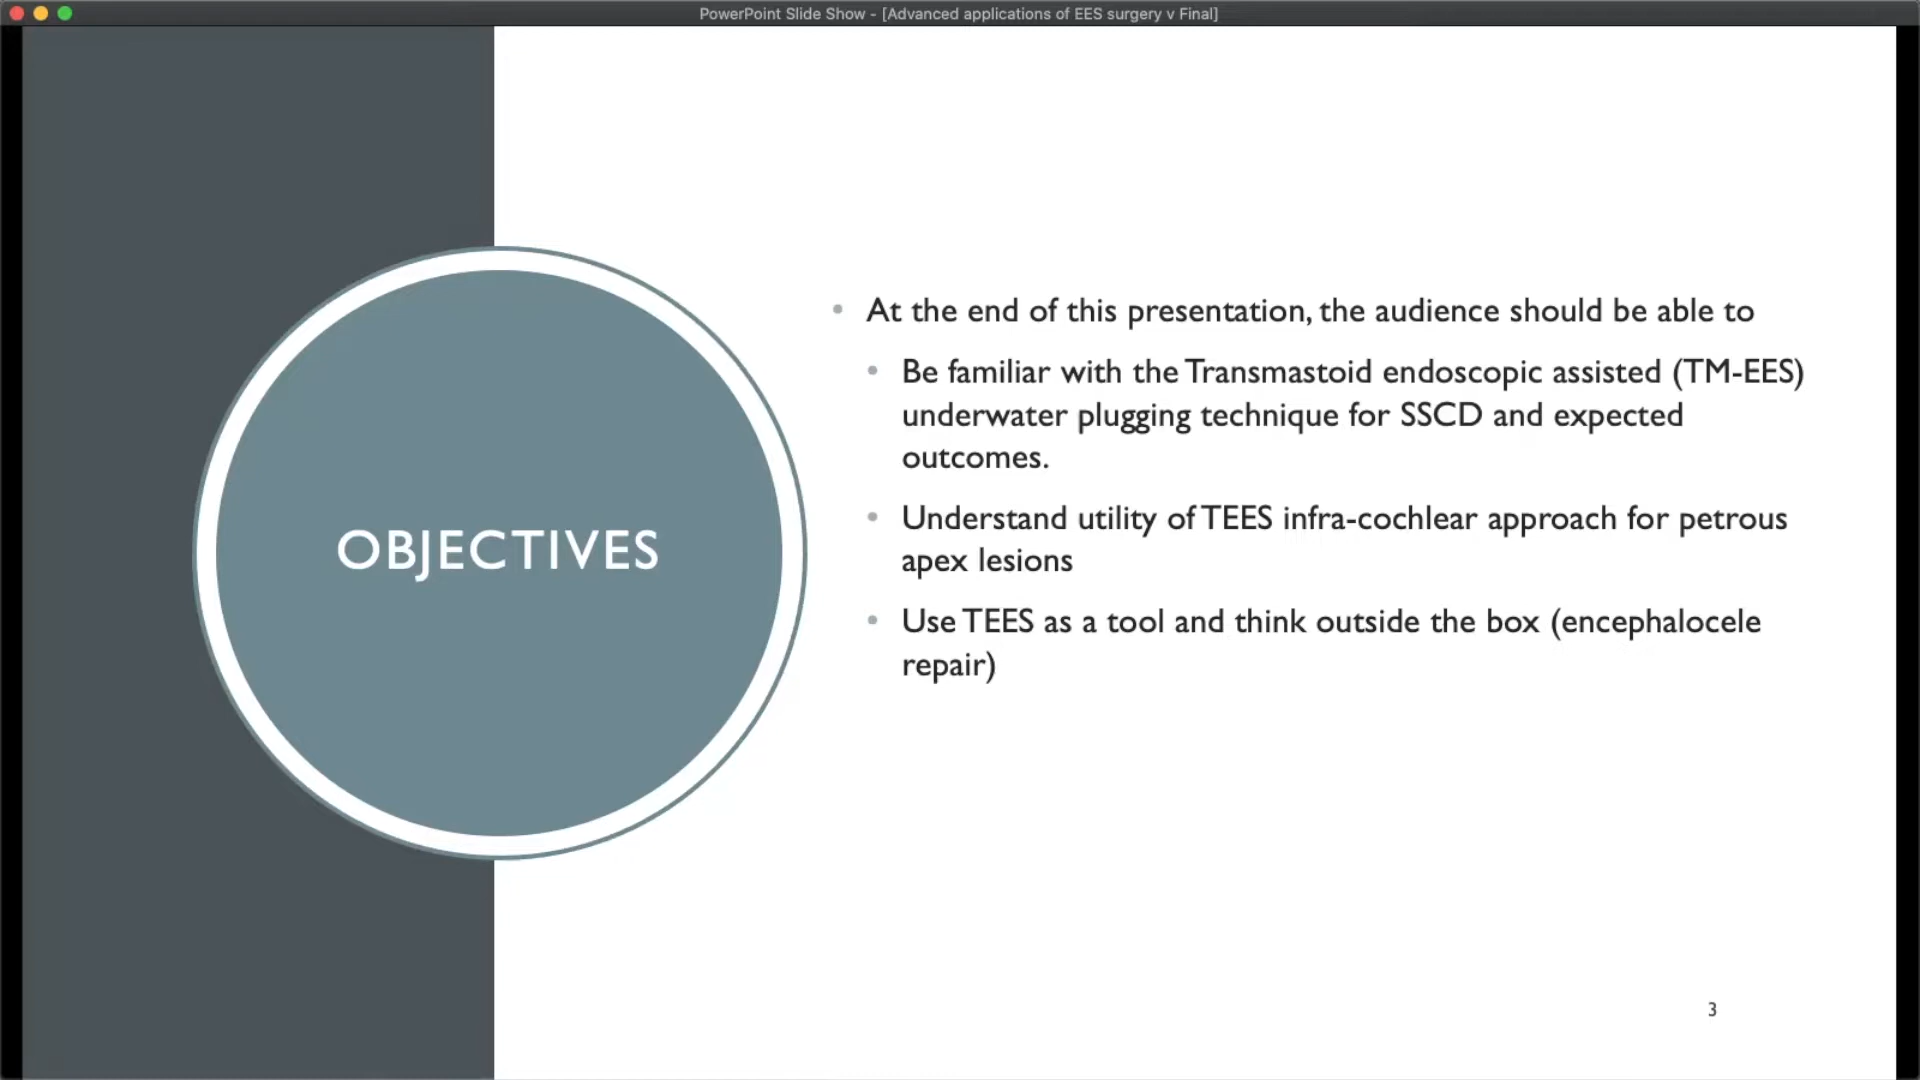 PowerPoint Slide Show - [Advanced applications of EES surgery v Final]
OBJECTIVES
• At the end of this presentation, the audience should be able to
• Be familiar with the Transmastoid endoscopic assisted (TM-EES)
underwater plugging technique for SSCD and expected
outcomes.
• Understand utility of TEES infra-cochlear approach for petrous
apex lesions
• Use TEES as a tool and think outside the box (encephalocele
repair)
3